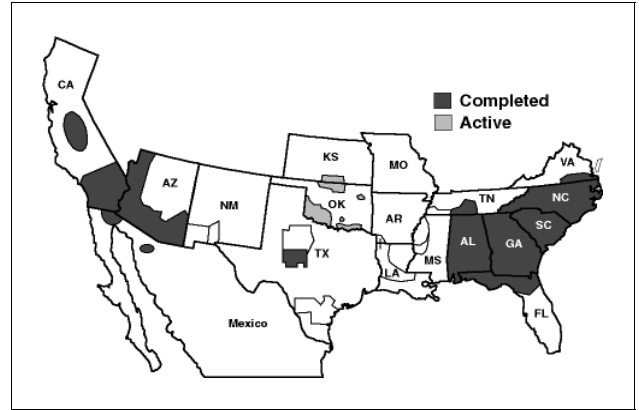 CA
Completed
Active
KS
MO
VA
AZ
NM
OK
AR
TN
NC
SC
TX
LA
MS
AL
GA
Mexico
FL